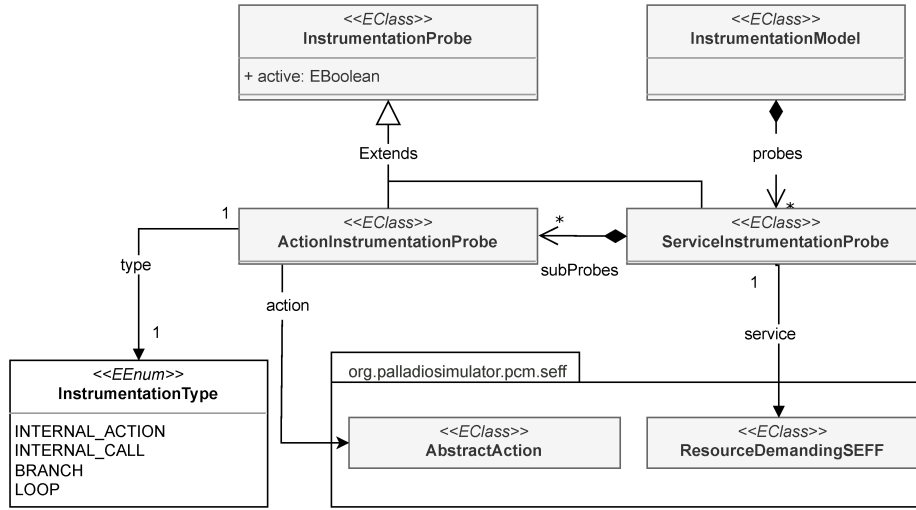 <<EClass>>
InstrumentationProbe
+ active: EBoolean
<<EClass>>
InstrumentationModel
Extends
probes
*
1
<<EClass>>
ActionInstrumentationProbe
*
subProbes
<<EClass>>
ServiceInstrumentationProbe
type
action
1
service
1
<<EEnum>>
InstrumentationType
INTERNAL_ACTION
INTERNAL_CALL
BRANCH
LOOP
org.palladiosimulator.pcm.seff
<<EClass>>
AbstractAction
<<EClass>>
ResourceDemandingSEFF